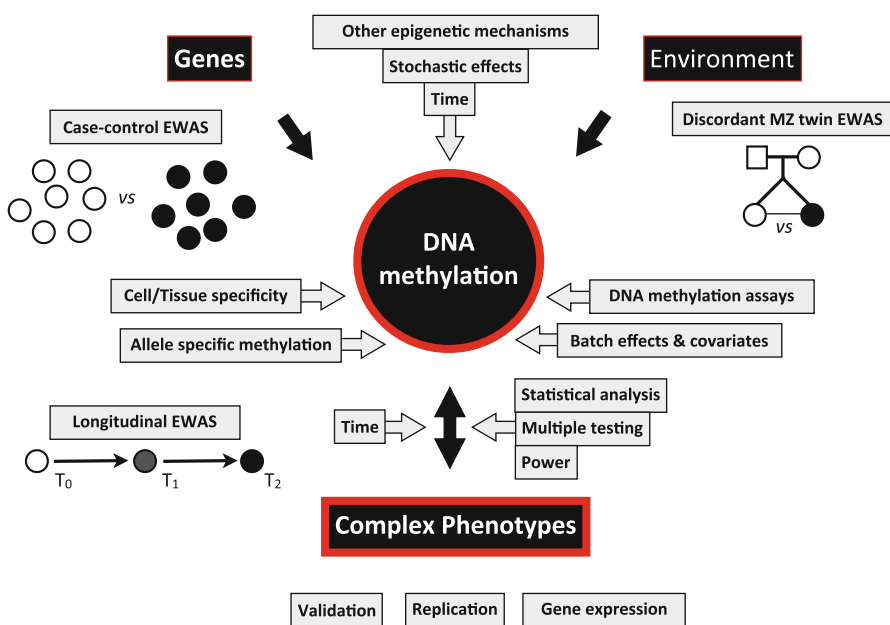 Other epigenetic mechanisms
Genes
Environment
Stochastic effects
Time
Case-control EWAS
Discordant MZ twin EWAS
vs
vs
DNA
methylation
Cell/Tissue specificity
DNA methylation assays
Allele specific methylation
Batch effects & covariates
Statistical analysis
Longitudinal EWAS
Time
Multiple testing
Power
T0
T1
T2
Complex Phenotypes
Validation
Replication
Gene expression